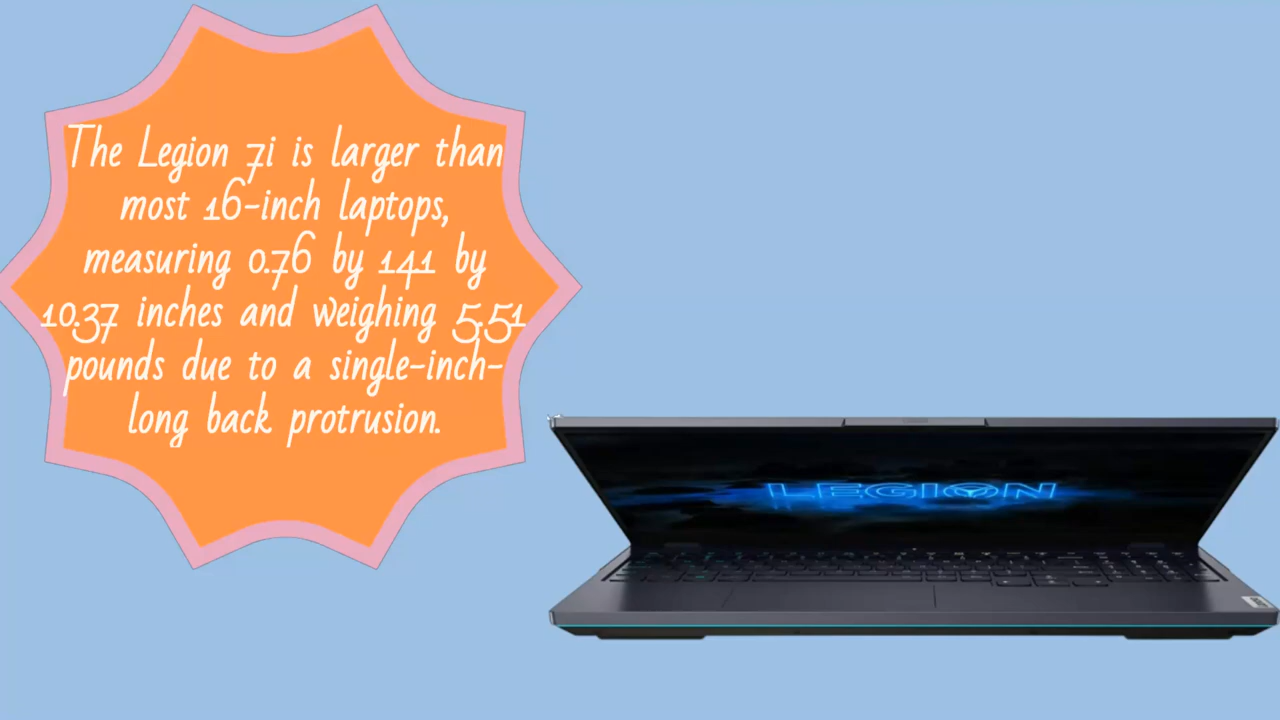 The Legion 7i is larger than
most 16-inch laptops,
measuring 0.76 by 14.1 by
10.37 inches and weighing 5.51
pounds due to a single-inch-
long back protrusion.
LEGION